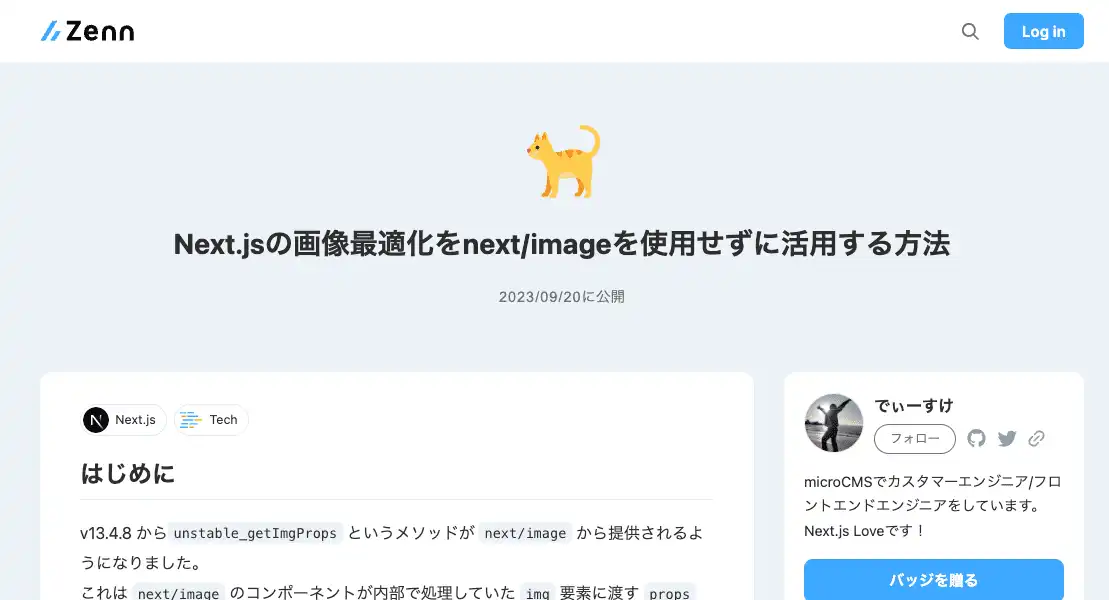 Zenn
Log in
Next.jsの画像最適化をnext/imageを使用せずに活用する方法
2023/09/20に公開
Next.js
Tech
はじめに
v13.4.8 から unstable_getImgProps というメソッドが next/image から提供されるよ
うになりました。
これは next/image のコンポーネントが内部で処理していた img 要素に渡す props
でぃーすけ
フォロー
microCMSでカスタマーエンジニア/フロ
ントエンドエンジニアをしています。
Next.js Loveです！
バッジを贈る